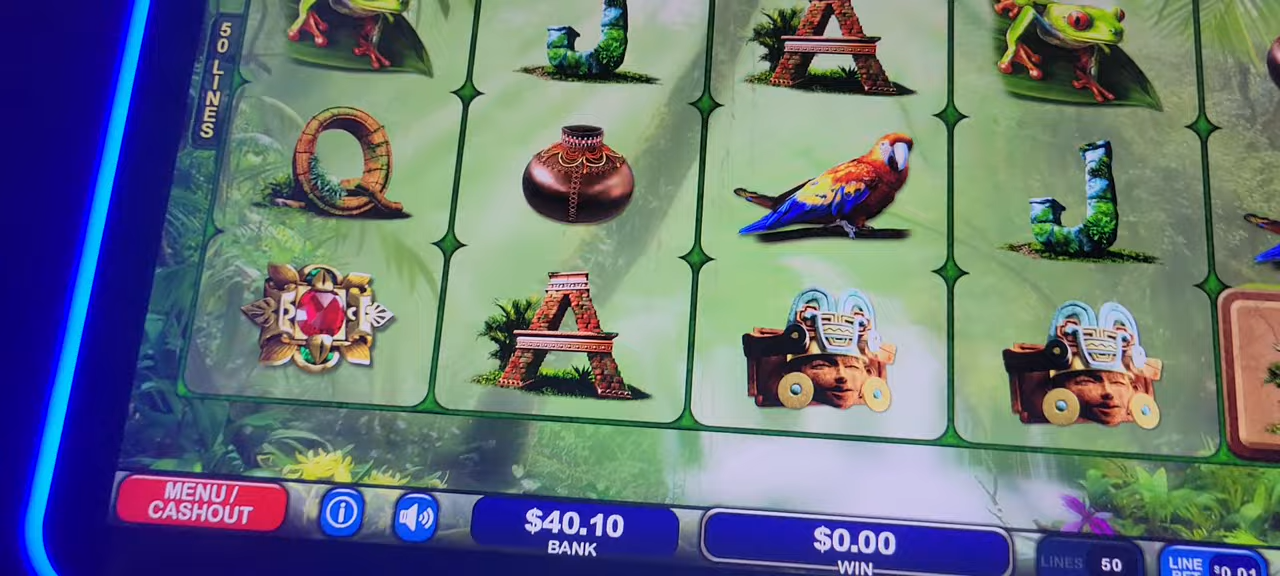 50 LINES
J
A
Q
J
A
MENU /
CASHOUT
i
$40.10
BANK
$0.00
WIN
LINES 50
LINE
BET $0.01